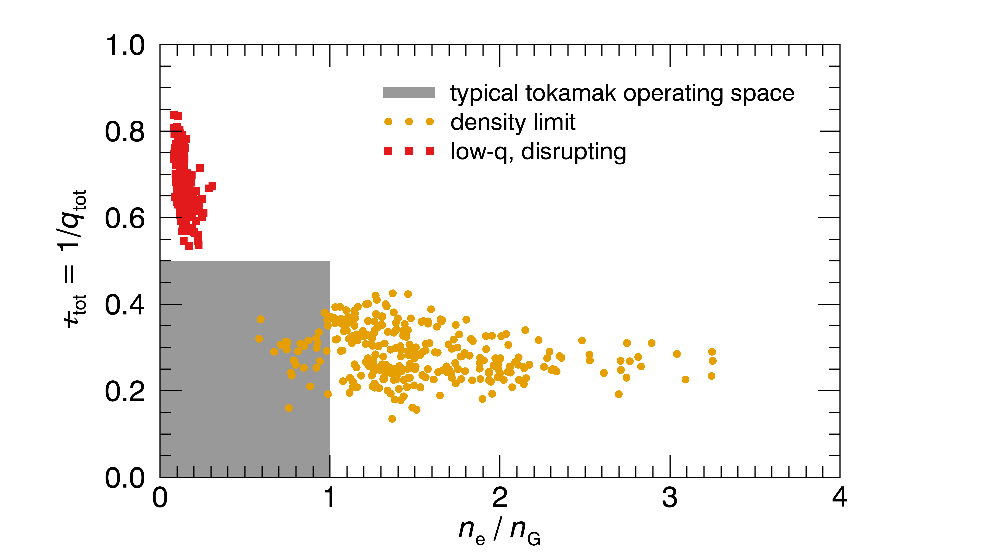 1.0
0.8
0.6
0.4
0.2
0.0
0
1
2
3
4
typical tokamak operating space
density limit
low-q, disrupting
ƭtot = 1/qtot
ne / nG